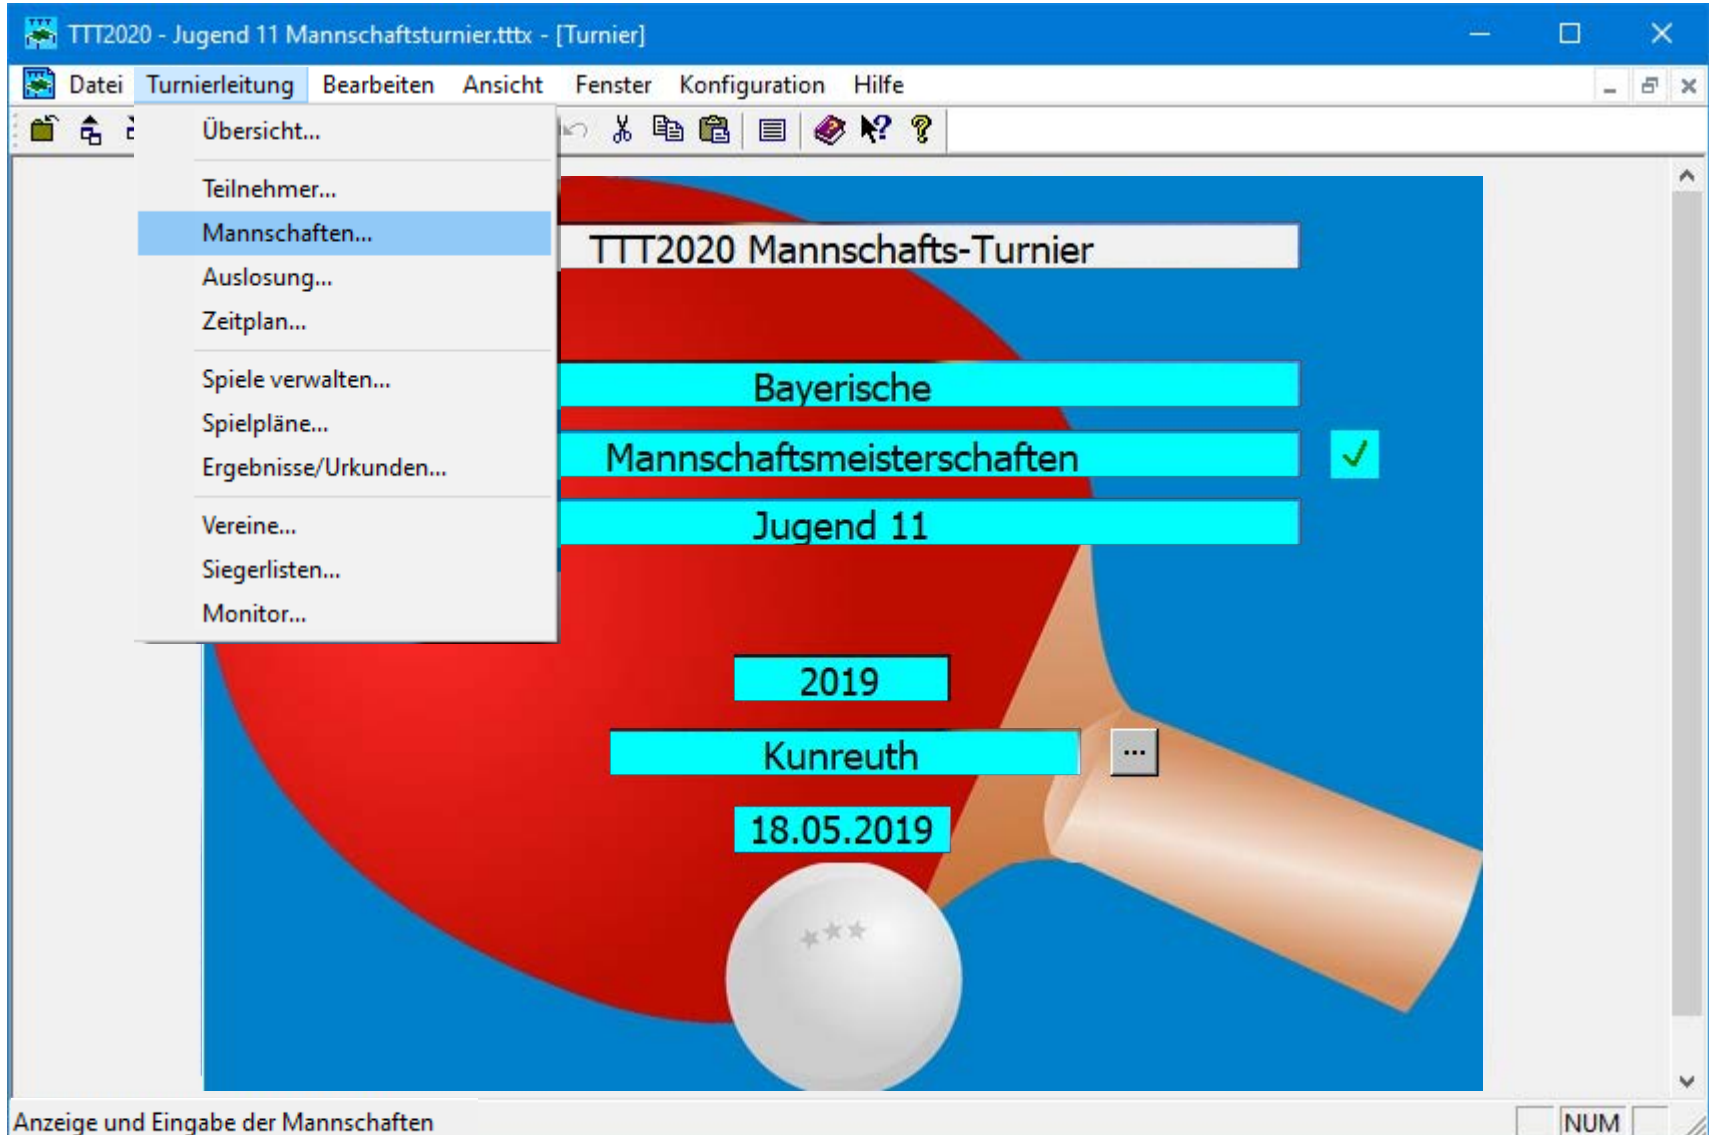 TTT2020 - Jugend 11 Mannschaftsturnier.tttx - [Turnier]
Datei Turnierleitung Bearbeiten Ansicht Fenster Konfiguration Hilfe
Übersicht...
Teilnehmer...
Mannschaften...
Auslosung...
Zeitplan...
Spiele verwalten...
Spielpläne...
Ergebnisse/Urkunden...
Vereine...
Siegerlisten...
Monitor...
TTT2020 Mannschafts-Turnier
Bayerische
Mannschaftsmeisterschaften
Jugend 11
2019
Kunreuth
...
18.05.2019
Anzeige und Eingabe der Mannschaften
NUM